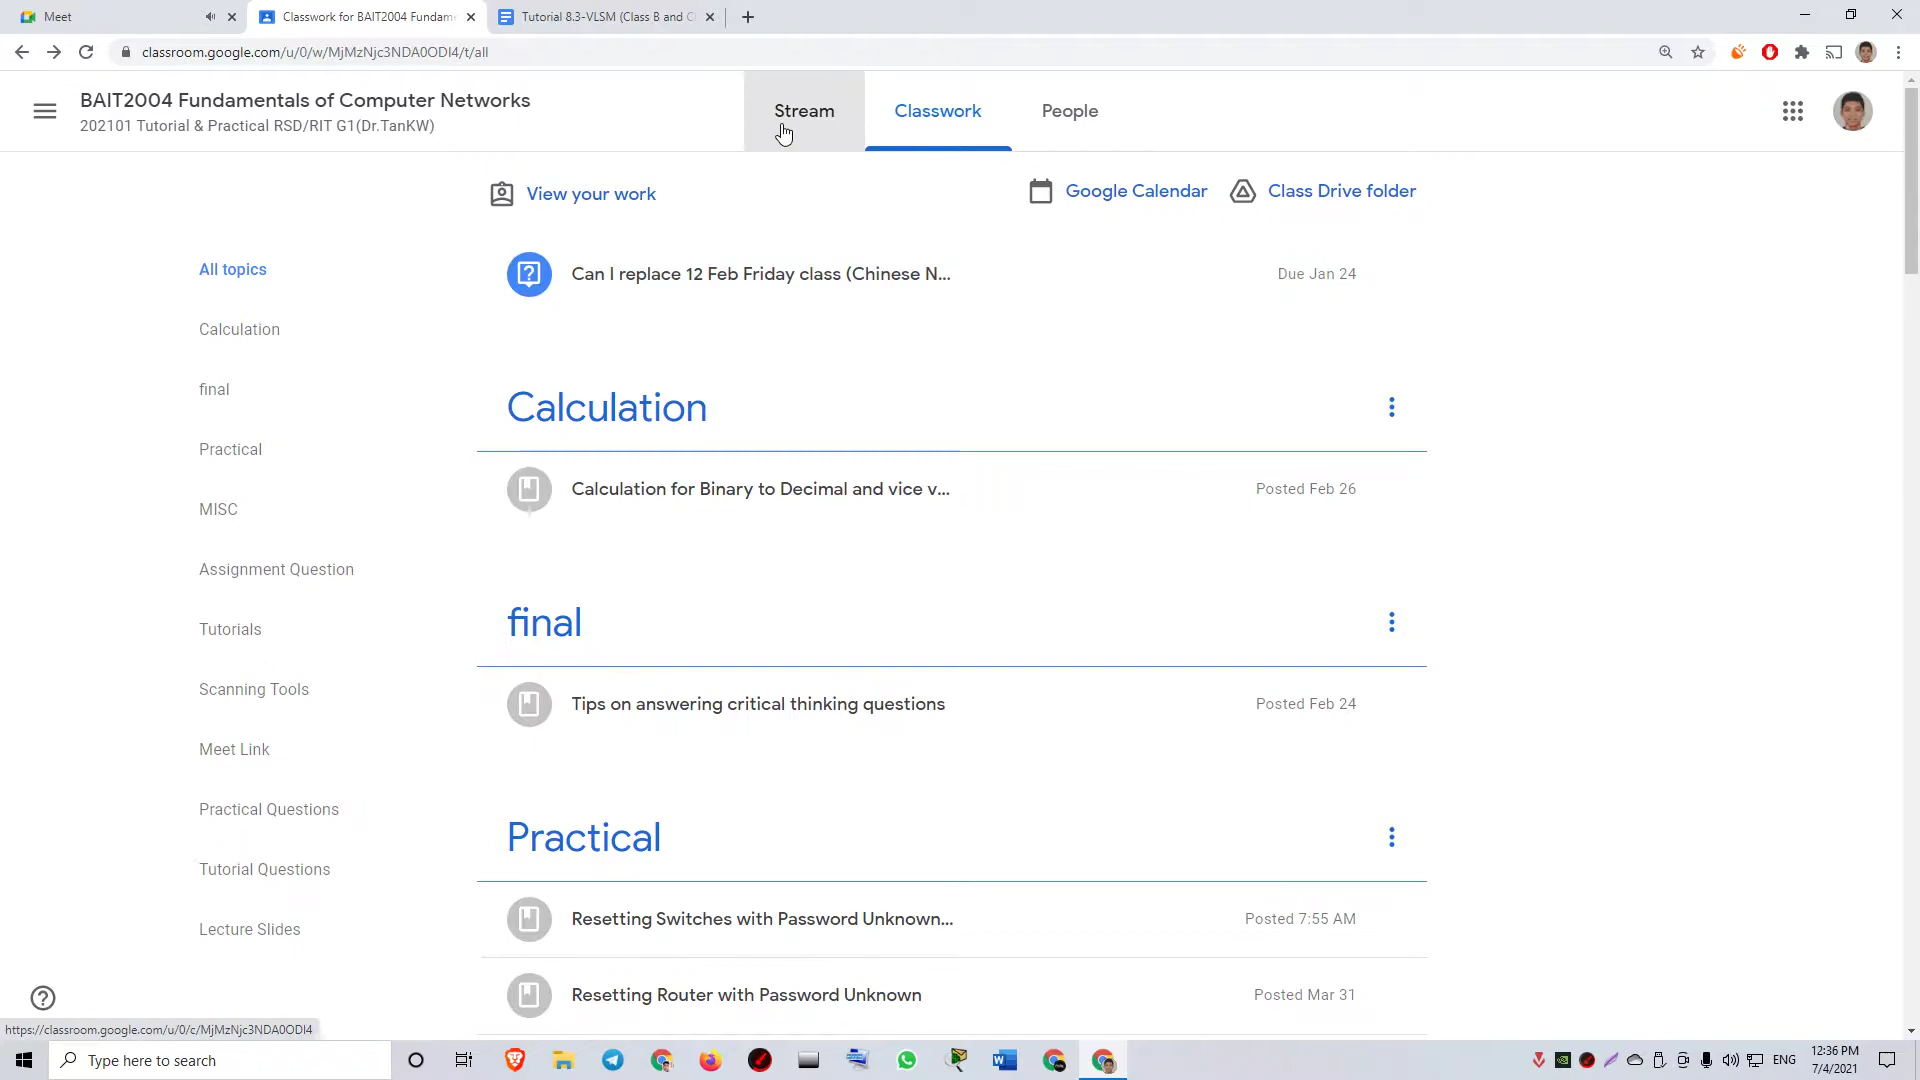 Meet
Classwork for BAIT2004 Fundame
Tutorial 8.3-VLSM (Class B and C
classroom.google.com/u/0/w/MjMzNjc3NDA0ODI4/t/all
BAIT2004 Fundamentals of Computer Networks
202101 Tutorial & Practical RSD/RIT G1(Dr.TanKW)
Stream
Classwork
People
View your work
Google Calendar
Class Drive folder
All topics
Calculation
final
Practical
MISC
Assignment Question
Tutorials
Scanning Tools
Meet Link
Practical Questions
Tutorial Questions
Lecture Slides
Can I replace 12 Feb Friday class (Chinese N...
Due Jan 24
Calculation
Calculation for Binary to Decimal and vice v...
Posted Feb 26
final
Tips on answering critical thinking questions
Posted Feb 24
Practical
Resetting Switches with Password Unknown...
Posted 7:55 AM
Resetting Router with Password Unknown
Posted Mar 31
https://classroom.google.com/u/0/c/MjMzNjc3NDA0ODI4
Type here to search
ENG
12:36 PM
7/4/2021